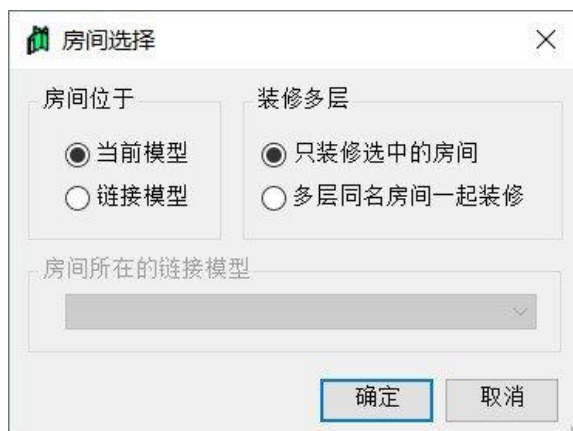 房间选择
房间位于
装修多层
当前模型
只装修选中的房间
链接模型
多层同名房间一起装修
房间所在的链接模型
确定
取消